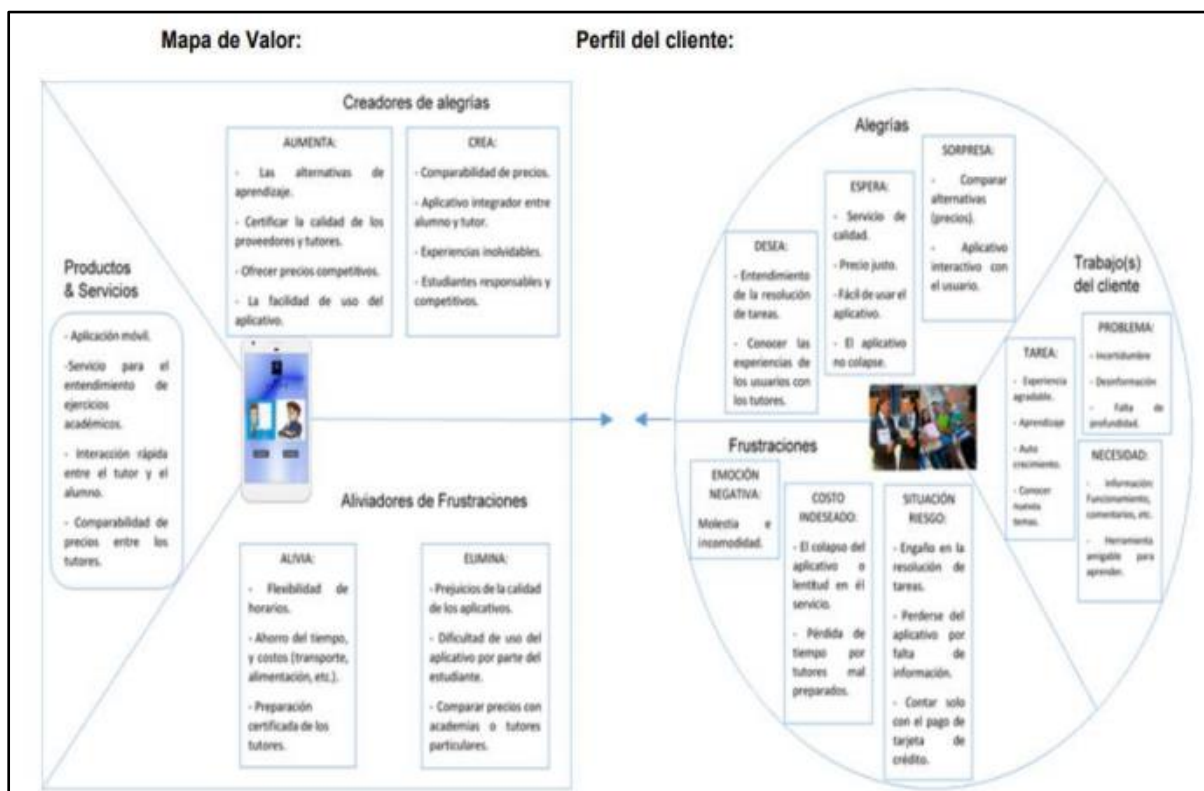 Mapa de Valor:
Perfil del cliente:
Creadores de alegrías
AUMENTA:
- Las alternativas de
aprendizaje.
- Certificar la calidad de los
proveedores y tutores.
- Ofrecer precios competitivos.
- La facilidad de uso del
aplicativo.
CREA:
- Comparabilidad de precios.
- Aplicativo integrador entre
alumno y tutor.
- Experiencias inolvidables.
- Estudiantes responsables y
competitivos.
Productos
& Servicios
- Aplicación móvil.
-Servicio para el
entendimiento de
ejercicios
académicos.
- Interacción rápida
entre el tutor y el
alumno.
- Comparabilidad de
precios entre los
tutores.
Aliviadores de Frustraciones
ALIVIA:
- Flexibilidad de
horarios.
- Ahorro del tiempo,
y costos (transporte,
alimentación, etc.).
- Preparación
certificada de los
tutores.
ELIMINA:
- Prejuicios de la calidad
de los aplicativos.
- Dificultad de uso del
aplicativo por parte del
estudiante.
- Comparar precios con
academias o tutores
particulares.
Alegrías
DESEA:
- Entendimiento
de la resolución
de tareas.
- Conocer las
experiencias de
los usuarios con
los tutores.
ESPERA:
- Servicio de
calidad.
- Precio justo.
- Fácil de usar el
aplicativo.
- El aplicativo
no colapse.
SORPRESA:
- Comparar
alternativas
(precios).
- Aplicativo
interactivo con
el usuario.
Trabajo(s)
del cliente
TAREA:
- Experiencia
agradable.
- Aprendizaje
- Auto
crecimiento.
- Conocer
nuevos
temas.
PROBLEMA:
- Incertidumbre
- Desinformación
- Falta de
profundidad.
NECESIDAD:
- Información:
Funcionamiento,
comentarios, etc.
- Herramienta
amigable para
aprender.
Frustraciones
EMOCIÓN
NEGATIVA:
Molestia e
incomodidad.
COSTO
INDESEADO:
- El colapso del
aplicativo o
lentitud en él
servicio.
- Pérdida de
tiempo por
tutores mal
preparados.
SITUACIÓN
RIESGO:
- Engaño en la
resolución de
tareas.
- Perderse del
aplicativo por
falta de
información.
- Contar solo
con el pago de
tarjeta de
crédito.